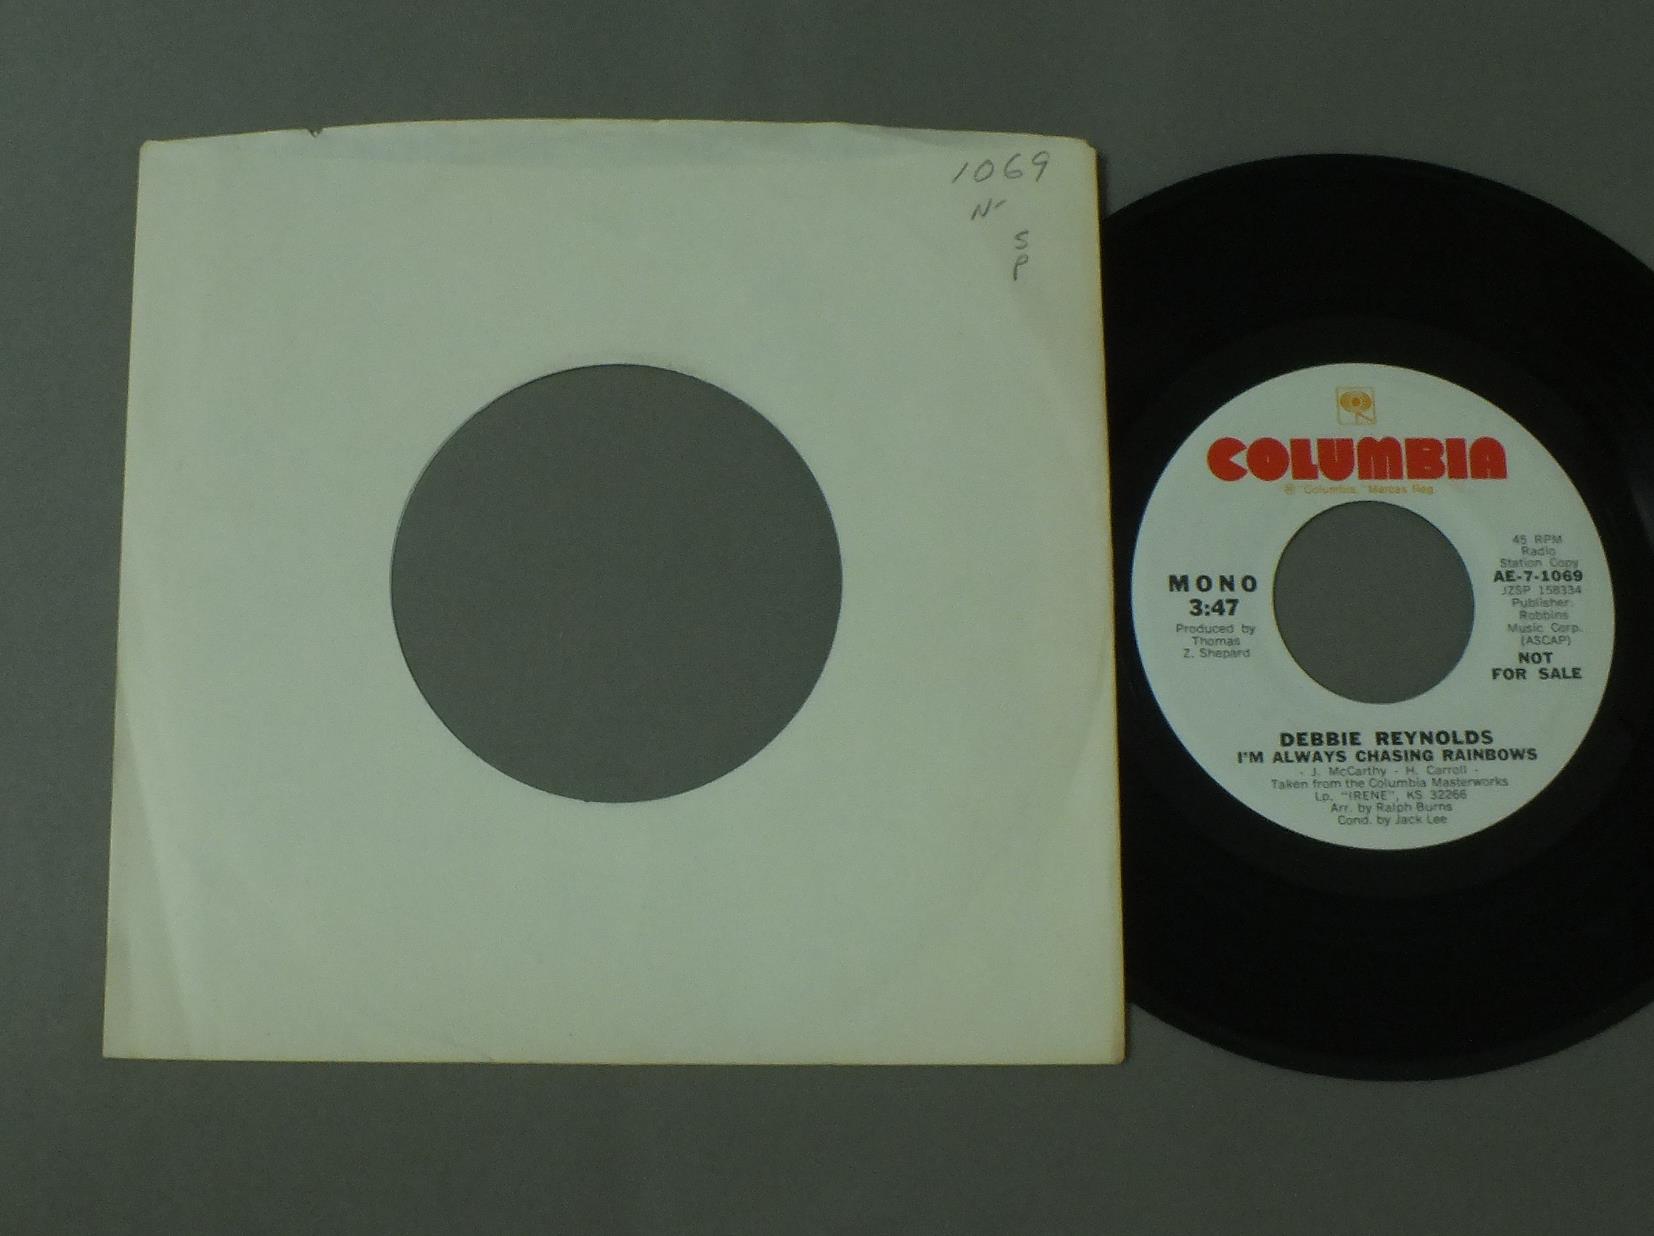 1069
N-
S
P
COLUMBIA
® "Columbia," Marcas Reg.
MONO
3:47
Produced by
Thomas
Z. Shepard
45 RPM
Radio
Station Copy
AE-7-1069
JZSP 158334
Publisher:
Robbins
Music Corp.
(ASCAP)
NOT
FOR SALE
DEBBIE REYNOLDS
I'M ALWAYS CHASING RAINBOWS
- J. McCarthy - H. Carroll -
Taken from the Columbia Masterworks
Lp, "IRENE", KS 32266
Arr. by Ralph Burns
Cond. by Jack Lee